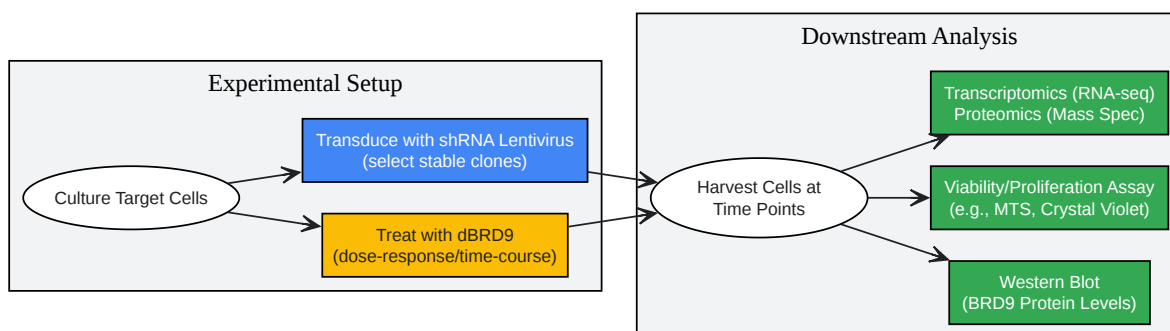 Experimental Setup
Culture Target Cells
Transduce with shRNA Lentivirus
(select stable clones)
Treat with dBRD9
(dose-response/time-course)
Downstream Analysis
Harvest Cells at
Time Points
Transcriptomics (RNA-seq)
Proteomics (Mass Spec)
Viability/Proliferation Assay
(e.g., MTS, Crystal Violet)
Western Blot
(BRD9 Protein Levels)